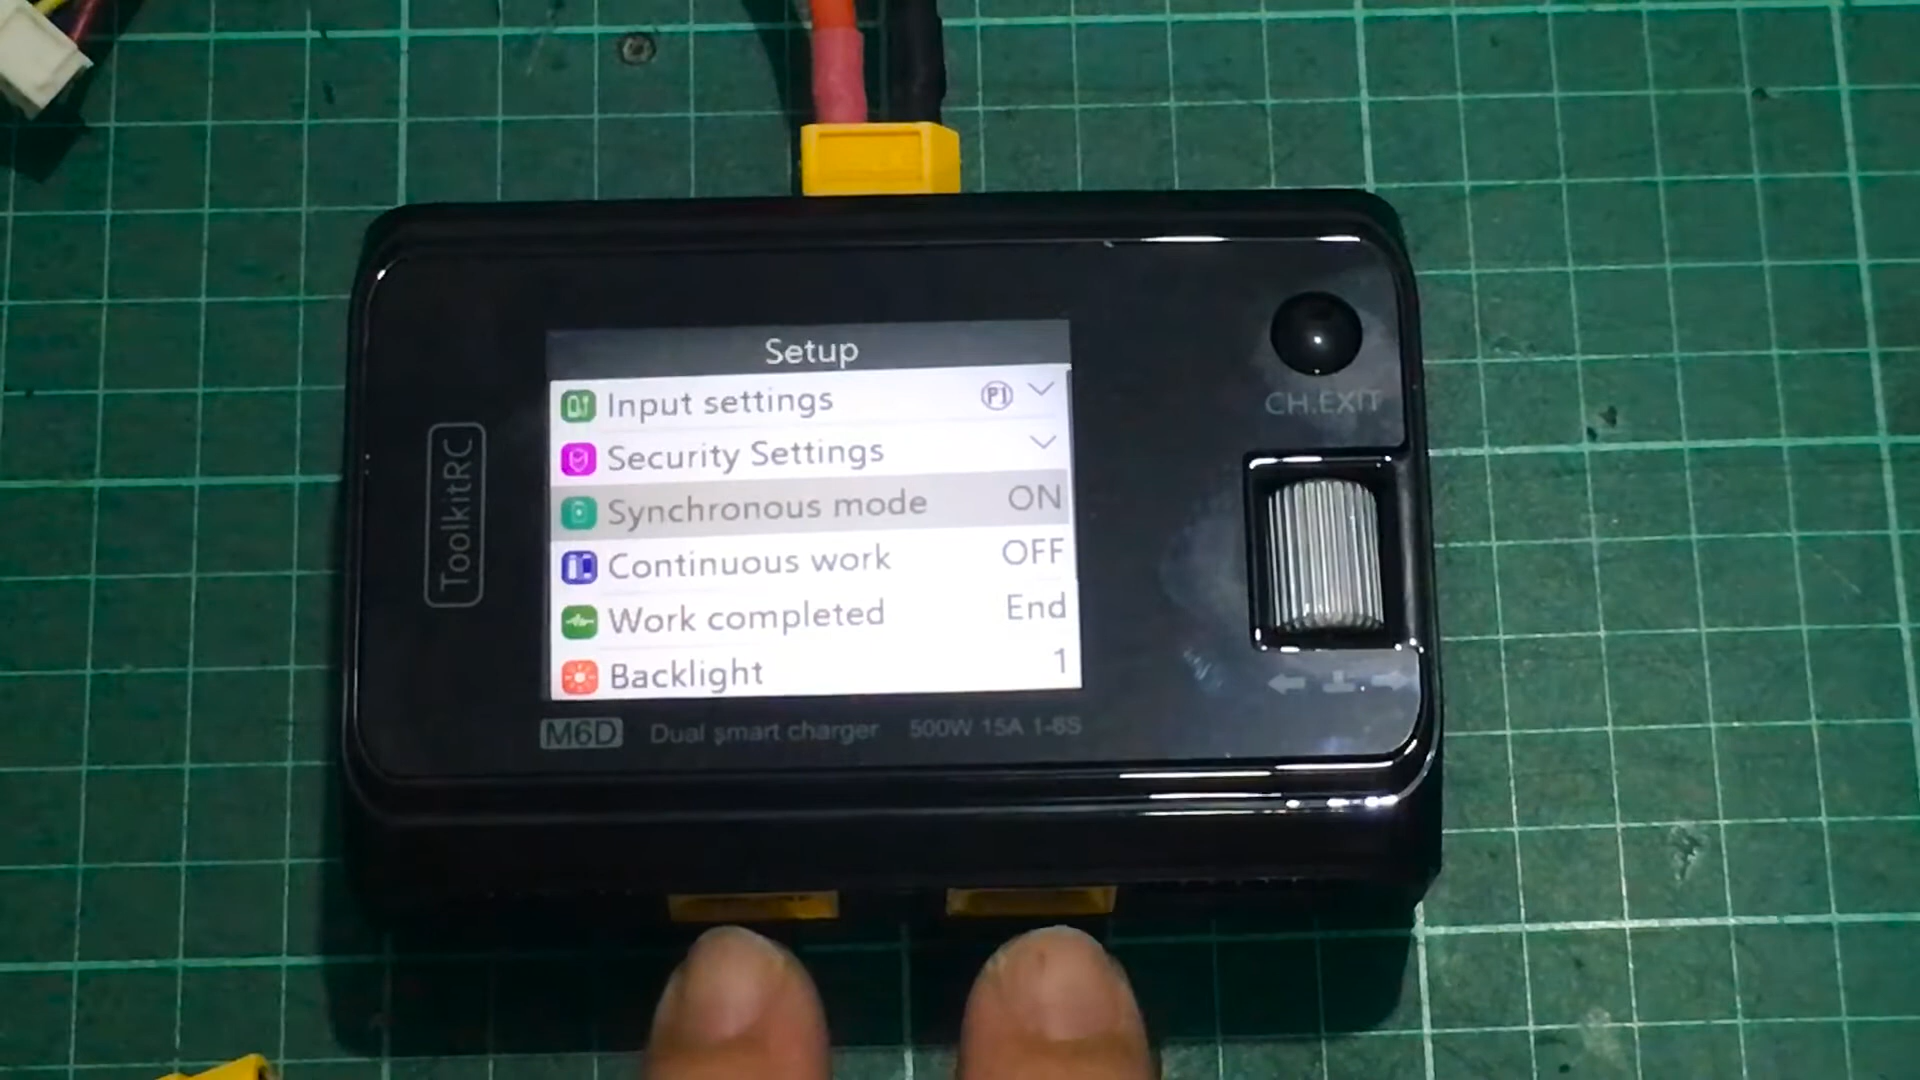 Setup
Input settings P1
Security Settings
Synchronous mode ON
Continuous work OFF
Work completed End
Backlight 1
M6D Dual smart charger 500W 15A 1-6S
ToolkitRC
CH.EXIT